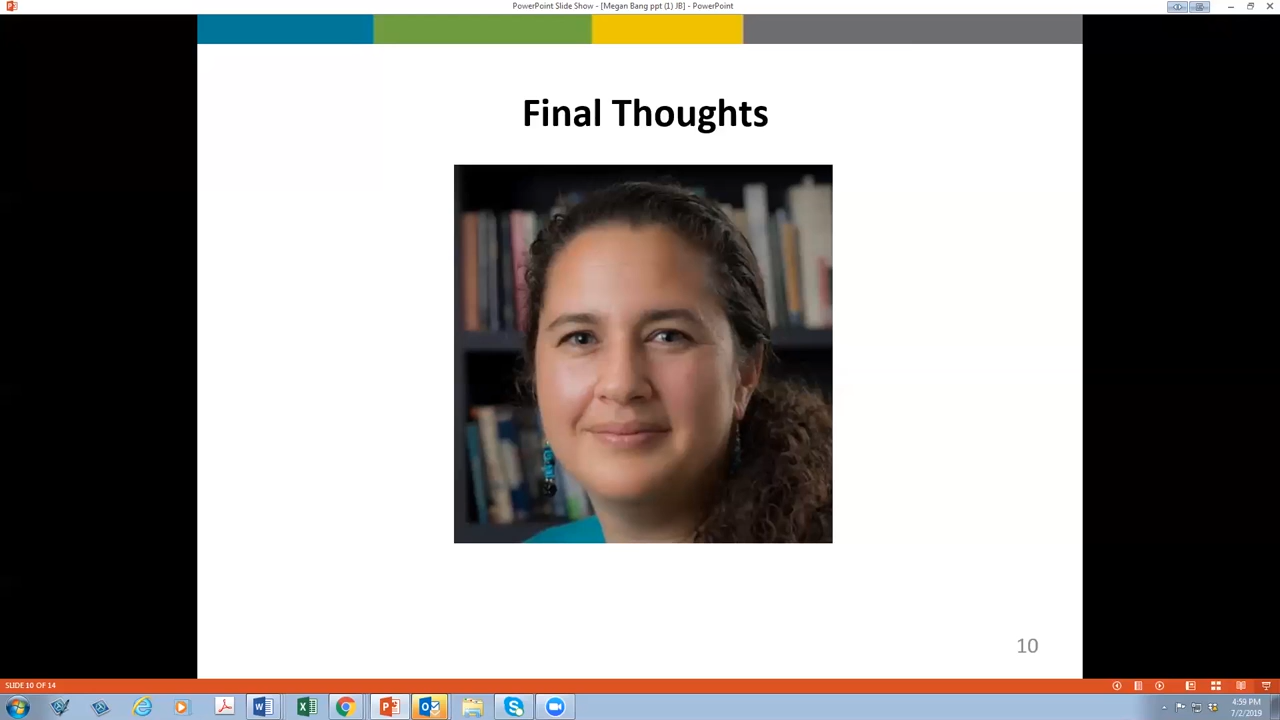 PowerPoint Slide Show - [Megan Bang ppt (1) JB] - PowerPoint
Final Thoughts
10
SLIDE 10 OF 14
4:59 PM
7/2/2019